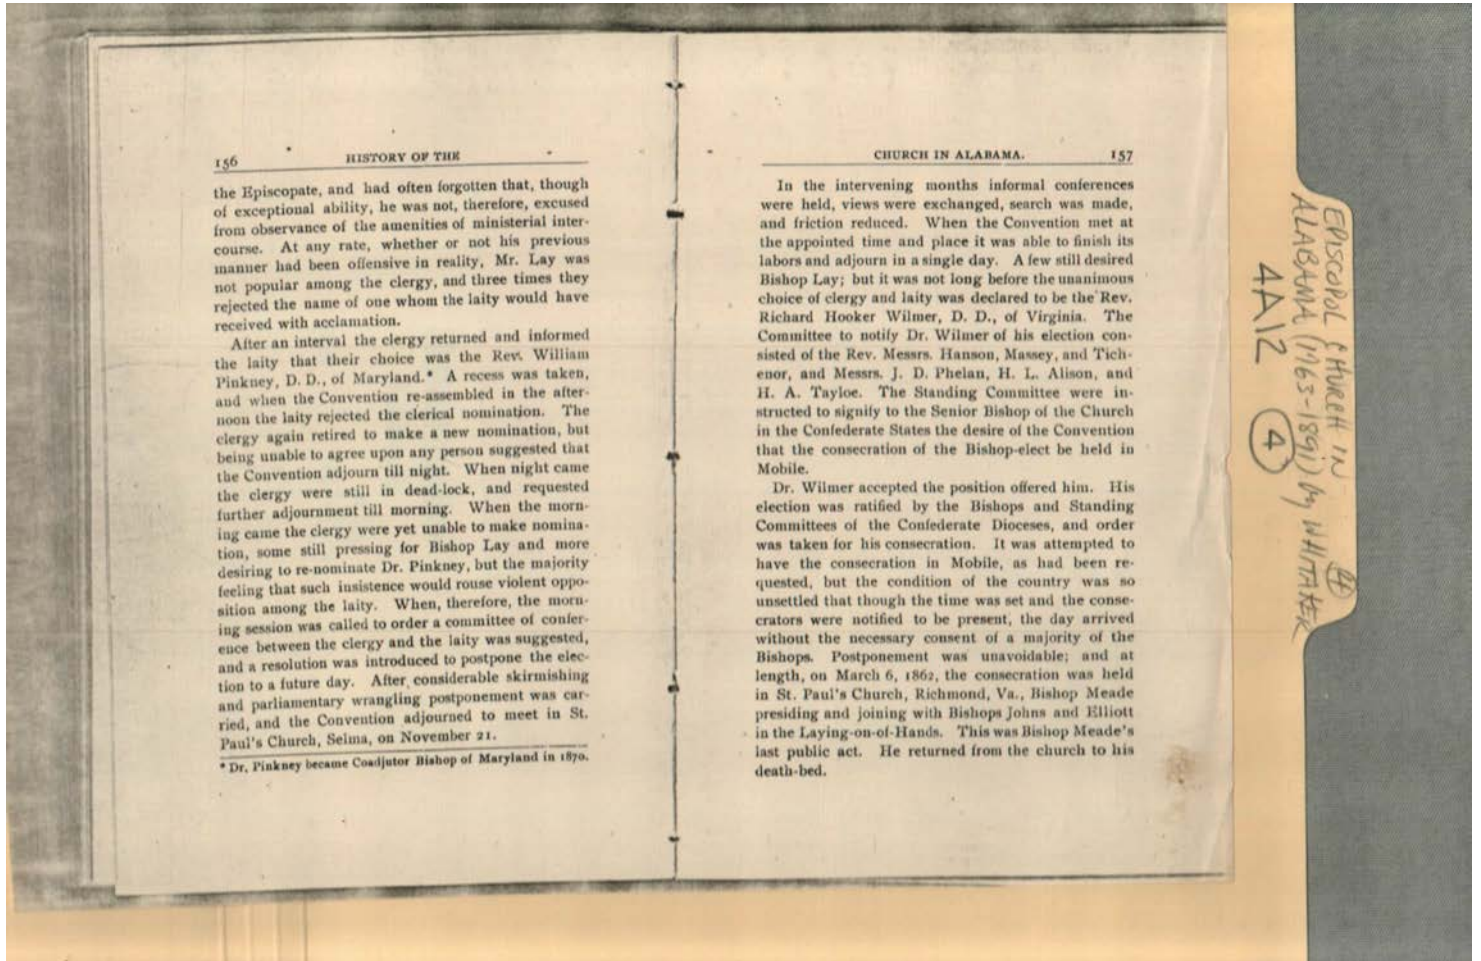 156 HISTORY OF THE
the Episcopate, and had often forgotten that, though
of exceptional ability, he was not, therefore, excused
from observance of the amenities of ministerial inter-
course. At any rate, whether or not his previous
manner had been offensive in reality, Mr. Lay was
not popular among the clergy, and three times they
rejected the name of one whom the laity would have
received with acclamation.
After an interval the clergy returned and informed
the laity that their choice was the Rev. William
Pinkney, D. D., of Maryland.* A recess was taken,
and when the Convention re-assembled in the after-
noon the laity rejected the clerical nomination. The
clergy again retired to make a new nomination, but
being unable to agree upon any person suggested that
the Convention adjourn till night. When night came
the clergy were still in dead-lock, and requested
further adjournment till morning. When the morn-
ing came the clergy were yet unable to make nomina-
tion, some still pressing for Bishop Lay and more
desiring to re-nominate Dr. Pinkney, but the majority
feeling that such insistence would rouse violent oppo-
sition among the laity. When, therefore, the morn-
ing session was called to order a committee of confer-
ence between the clergy and the laity was suggested,
and a resolution was introduced to postpone the elec-
tion to a future day. After considerable skirmishing
and parliamentary wrangling postponement was car-
ried, and the Convention adjourned to meet in St.
Paul's Church, Selma, on November 21.
* Dr. Pinkney became Coadjutor Bishop of Maryland in 1870.
CHURCH IN ALABAMA. 157
In the intervening months informal conferences
were held, views were exchanged, search was made,
and friction reduced. When the Convention met at
the appointed time and place it was able to finish its
labors and adjourn in a single day. A few still desired
Bishop Lay; but it was not long before the unanimous
choice of clergy and laity was declared to be the Rev.
Richard Hooker Wilmer, D. D., of Virginia. The
Committee to notify Dr. Wilmer of his election con-
sisted of the Rev. Messrs. Hanson, Massey, and Tich-
enor, and Messrs. J. D. Phelan, H. L. Alison, and
H. A. Tayloe. The Standing Committee were in-
structed to signify to the Senior Bishop of the Church
in the Confederate States the desire of the Convention
that the consecration of the Bishop-elect be held in
Mobile.
Dr. Wilmer accepted the position offered him. His
election was ratified by the Bishops and Standing
Committees of the Confederate Dioceses, and order
was taken for his consecration. It was attempted to
have the consecration in Mobile, as had been re-
quested, but the condition of the country was so
unsettled that though the time was set and the conse-
crators were notified to be present, the day arrived
without the necessary consent of a majority of the
Bishops. Postponement was unavoidable; and at
length, on March 6, 1862, the consecration was held
in St. Paul's Church, Richmond, Va., Bishop Meade
presiding and joining with Bishops Johns and Elliott
in the Laying-on-of-Hands. This was Bishop Meade's
last public act. He returned from the church to his
death-bed.
EPISCOPOL CHURCH IN
ALABAMA (1763-1891) by WHITAKER
4A12 4